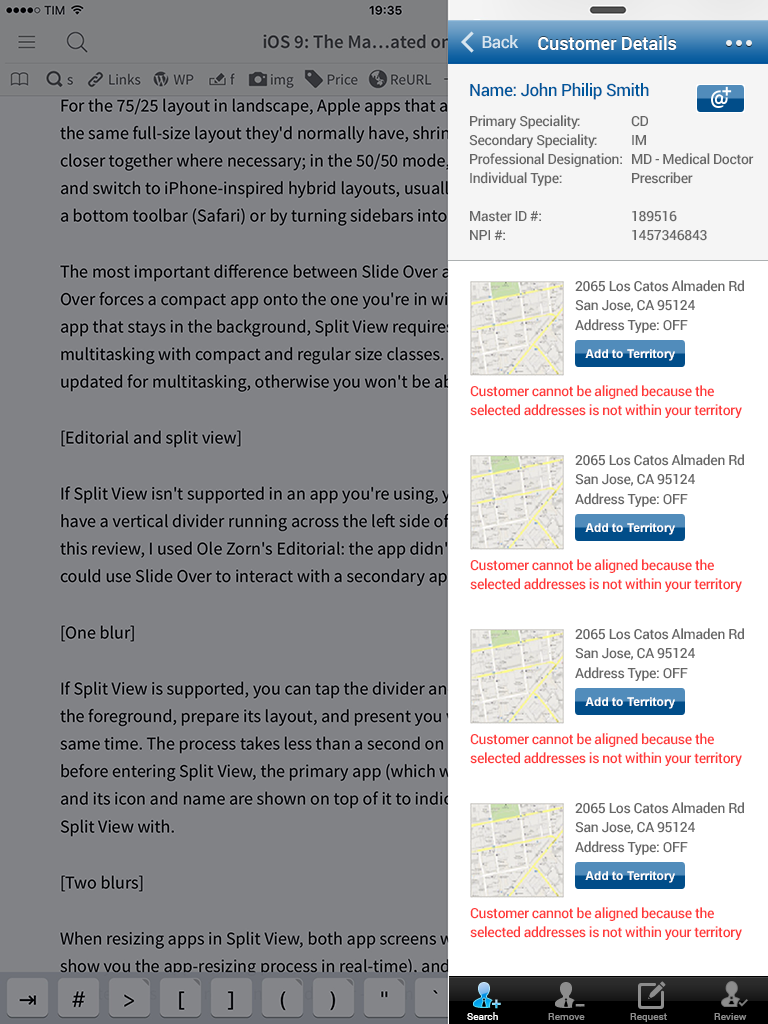 TIM
19:35
iOS 9: The Ma…ated or
s
Links
WP
f
img
Price
ReURL
For the 75/25 layout in landscape, Apple apps that a
the same full-size layout they'd normally have, shrin
closer together where necessary; in the 50/50 mode,
and switch to iPhone-inspired hybrid layouts, usuall
a bottom toolbar (Safari) or by turning sidebars into
The most important difference between Slide Over a
Over forces a compact app onto the one you're in wi
app that stays in the background, Split View requires
multitasking with compact and regular size classes.
updated for multitasking, otherwise you won't be ab
[Editorial and split view]
If Split View isn't supported in an app you're using, y
have a vertical divider running across the left side of
this review, I used Ole Zorn's Editorial: the app didn'
could use Slide Over to interact with a secondary ap
[One blur]
If Split View is supported, you can tap the divider an
the foreground, prepare its layout, and present you w
same time. The process takes less than a second on
before entering Split View, the primary app (which w
and its icon and name are shown on top of it to indic
Split View with.
[Two blurs]
When resizing apps in Split View, both app screens w
show you the app-resizing process in real-time), and
⇥ # > [ ] ( ) " `
Back
Customer Details
Name: John Philip Smith
@+
Primary Speciality: CD
Secondary Speciality: IM
Professional Designation: MD - Medical Doctor
Individual Type: Prescriber
Master ID #: 189516
NPI #: 1457346843
2065 Los Catos Almaden Rd
San Jose, CA 95124
Address Type: OFF
Add to Territory
Customer cannot be aligned because the
selected addresses is not within your territory
2065 Los Catos Almaden Rd
San Jose, CA 95124
Address Type: OFF
Add to Territory
Customer cannot be aligned because the
selected addresses is not within your territory
2065 Los Catos Almaden Rd
San Jose, CA 95124
Address Type: OFF
Add to Territory
Customer cannot be aligned because the
selected addresses is not within your territory
2065 Los Catos Almaden Rd
San Jose, CA 95124
Address Type: OFF
Add to Territory
Customer cannot be aligned because the
selected addresses is not within your territory
Search
Remove
Request
Review